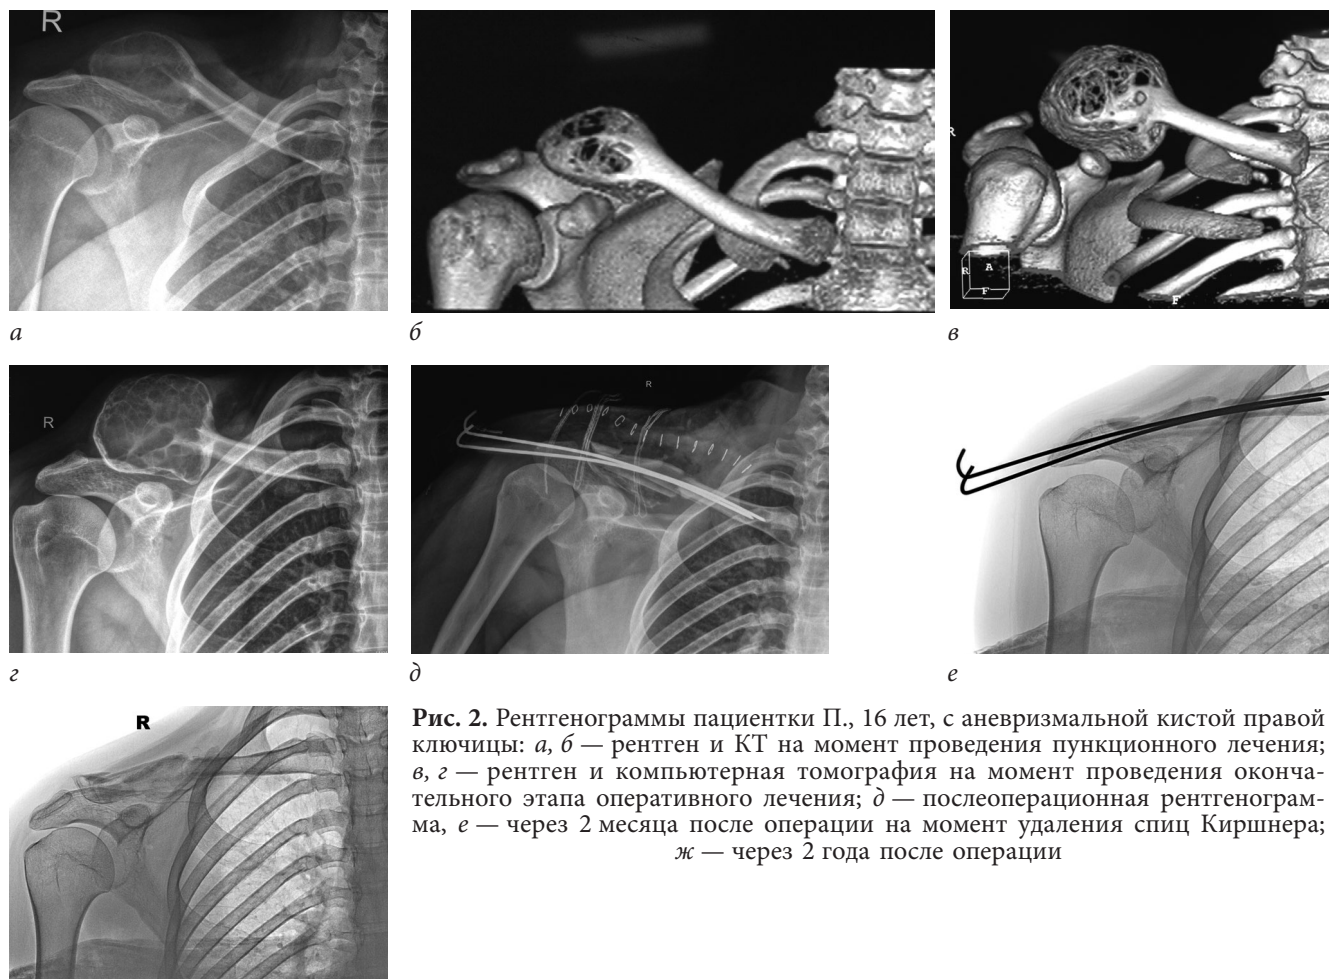 R
R
A
R
F
F
а
б
в
R
R
г
д
е
R
Рис. 2. Рентгенограммы пациентки П., 16 лет, с аневризмальной кистой правой
ключицы: а, б — рентген и КТ на момент проведения пункционного лечения;
в, г — рентген и компьютерная томография на момент проведения оконча-
тельного этапа оперативного лечения; д — послеоперационная рентгенограм-
ма, е — через 2 месяца после операции на момент удаления спиц Киршнера;
ж — через 2 года после операции